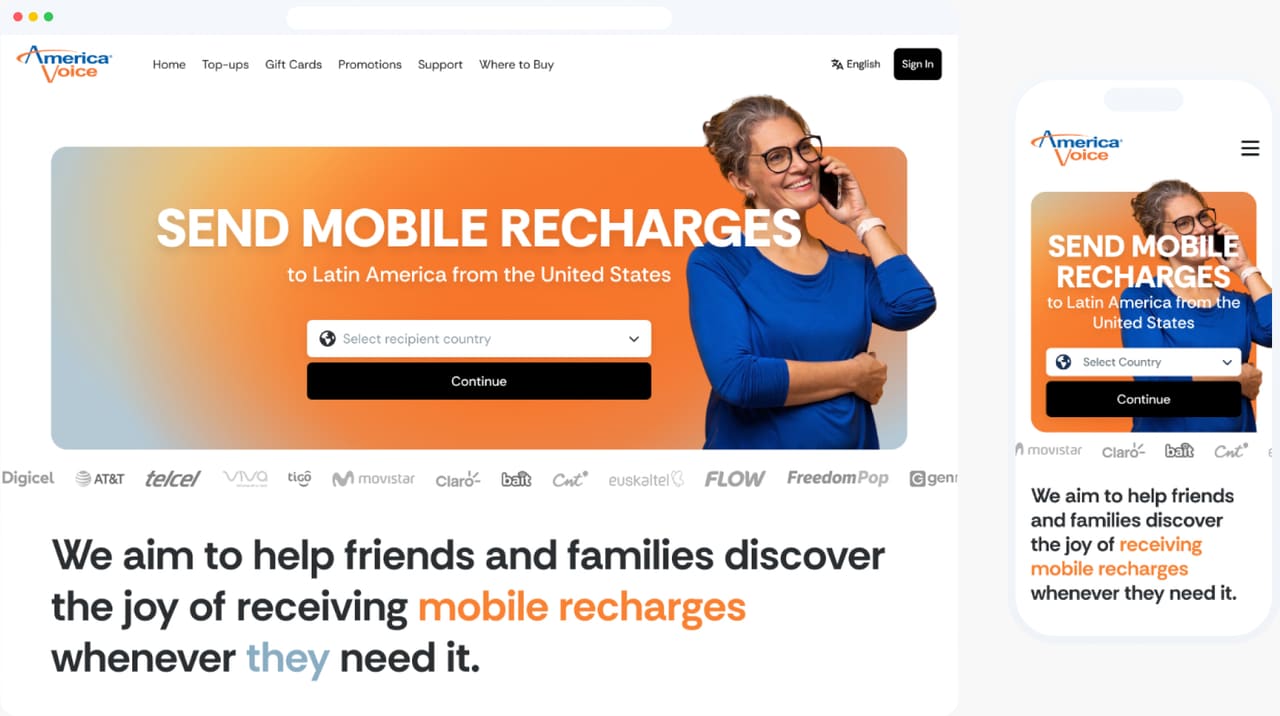 America
Voice
Home Top-ups Gift Cards Promotions Support Where to Buy
English
Sign In
SEND MOBILE RECHARGES
to Latin America from the United States
Select recipient country
Continue
Digicel AT&T telcel VIVA tigo movistar Claro bait Cnt euskaltel FLOW FreedomPop
We aim to help friends and families discover
the joy of receiving mobile recharges
whenever they need it.
America
Voice
SEND MOBILE
RECHARGES
to Latin America from the
United States
Select Country
Continue
movistar Claro bait Cnt
We aim to help friends
and families discover
the joy of receiving
mobile recharges
whenever they need it.